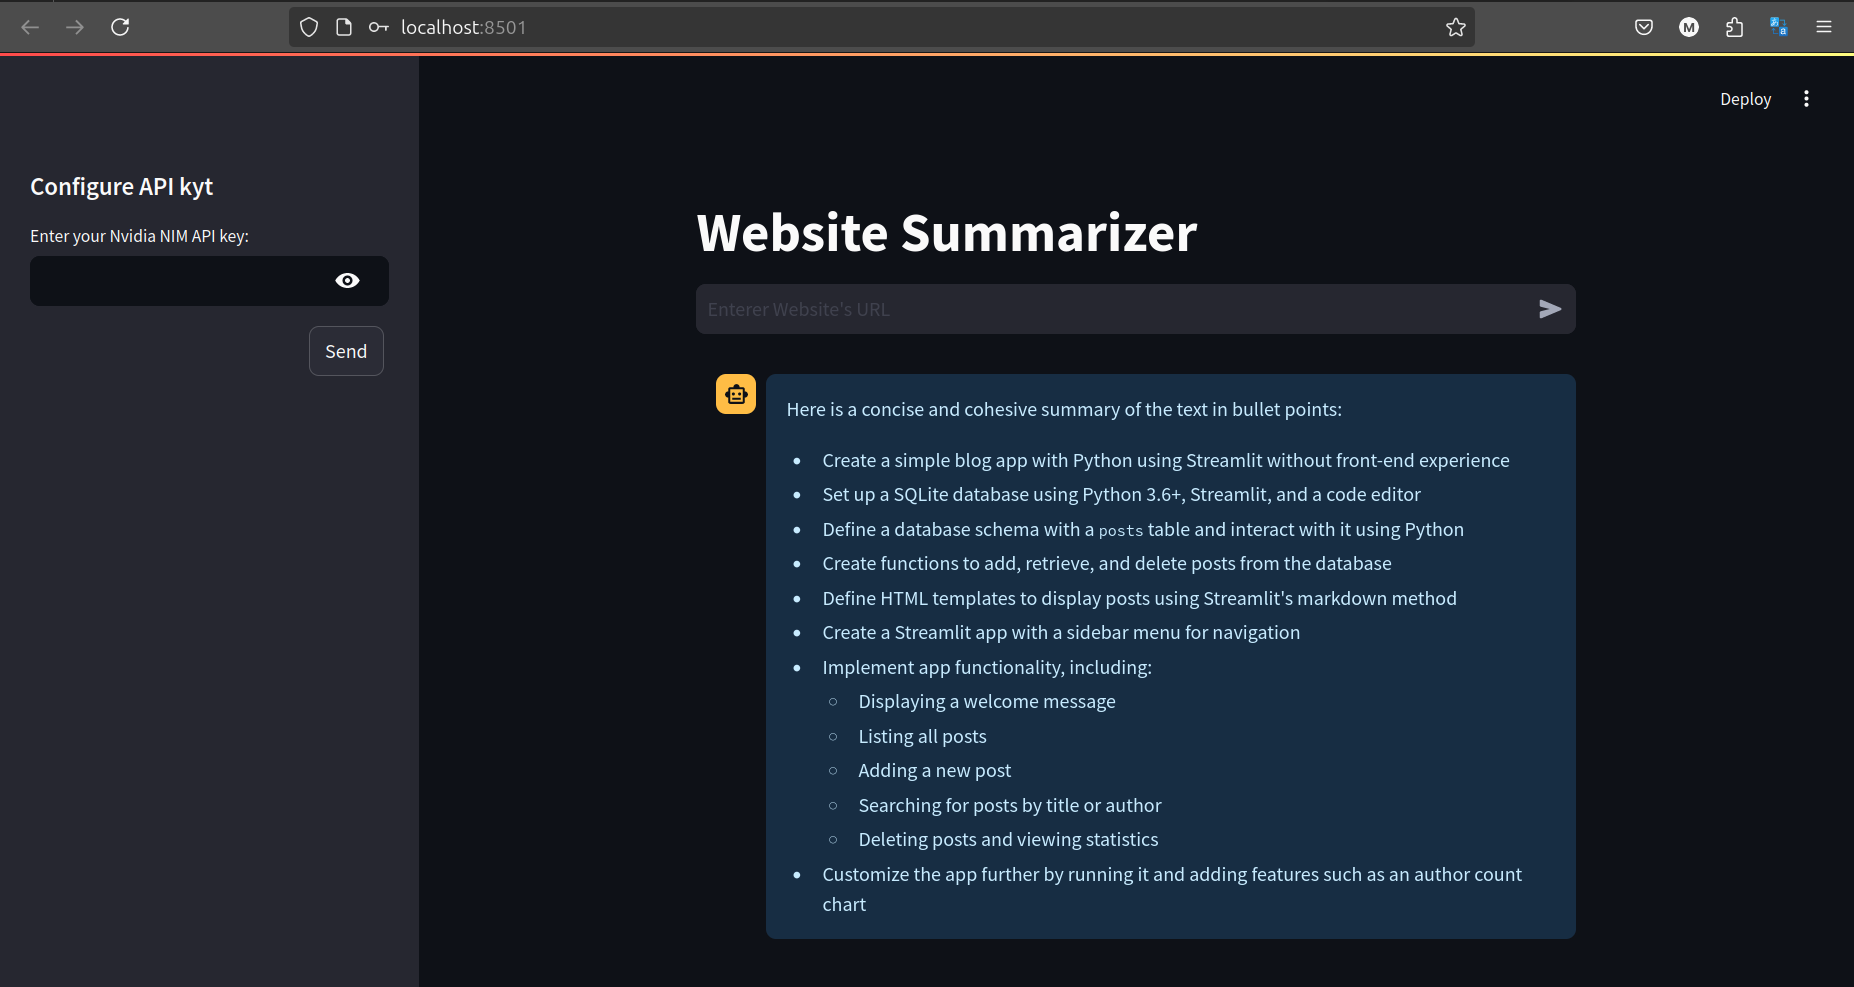 localhost:8501
M
Deploy
Configure API kyt
Enter your Nvidia NIM API key:
Send
Website Summarizer
Enterer Website's URL
Here is a concise and cohesive summary of the text in bullet points:
Create a simple blog app with Python using Streamlit without front-end experience
Set up a SQLite database using Python 3.6+, Streamlit, and a code editor
Define a database schema with a posts table and interact with it using Python
Create functions to add, retrieve, and delete posts from the database
Define HTML templates to display posts using Streamlit's markdown method
Create a Streamlit app with a sidebar menu for navigation
Implement app functionality, including:
Displaying a welcome message
Listing all posts
Adding a new post
Searching for posts by title or author
Deleting posts and viewing statistics
Customize the app further by running it and adding features such as an author count
chart